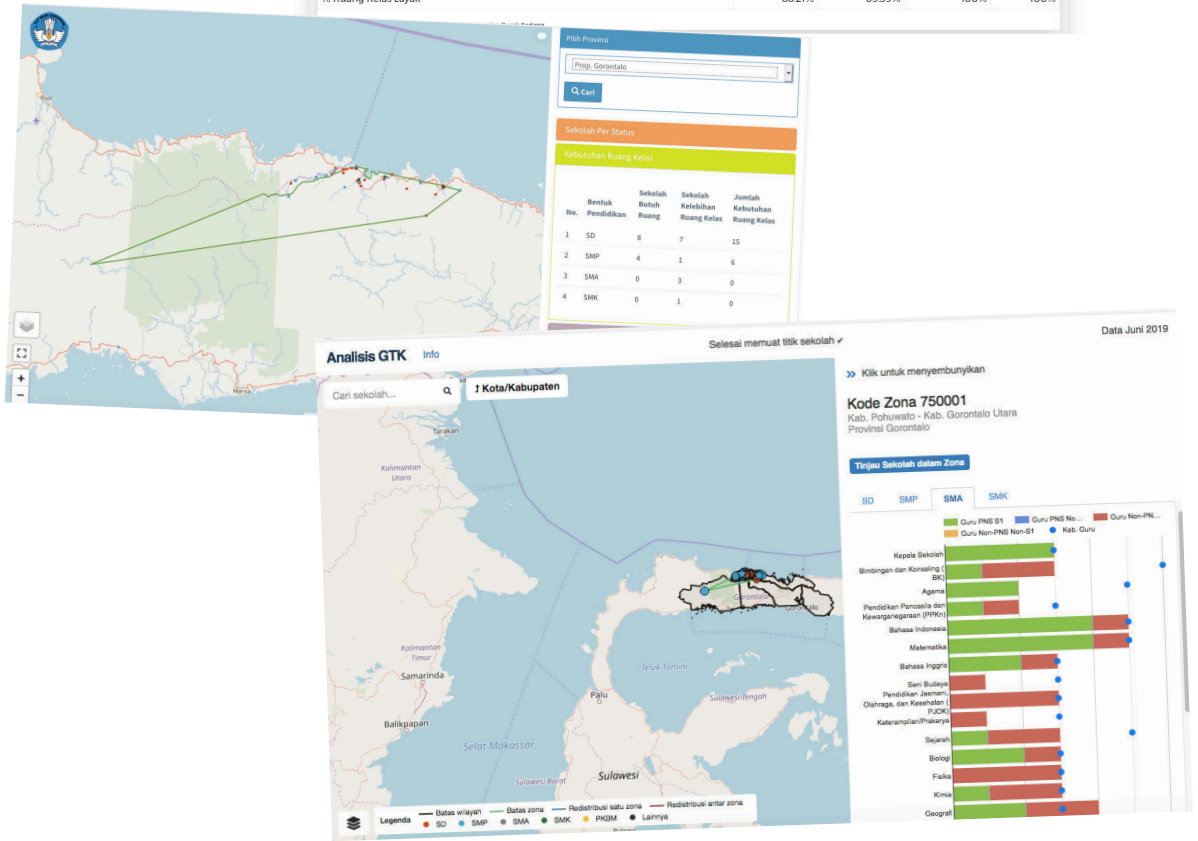 % Ruang Kelas Layak
100%
100%
Buol
Marisa
+
−
Pilih Provinsi
Prop. Gorontalo
Cari
Sekolah Per Status
Kebutuhan Ruang Kelas
No. Bentuk Pendidikan Sekolah Butuh Ruang Sekolah Kelebihan Ruang Kelas Jumlah Kebutuhan Ruang Kelas
1 SD 8 7 15
2 SMP 4 1 6
3 SMA 0 3 0
4 SMK 0 1 0
Analisis GTK Info
Selesai memuat titik sekolah ✔
Data Juni 2019
Cari sekolah...
Kota/Kabupaten
Tarakan
Kalimantan
Utara
Kalimantan
Timur
Samarinda
Balikpapan
Selat Makassar
Palu
Teluk Tomini
Sulawesi Tengah
Gorontalo
Gorontalo
Sulawesi Barat
Sulawesi
Legenda
Batas wilayah Batas zona Redistribusi satu zona Redistribusi antar zona
SD SMP SMA SMK PKBM Lainnya
Klik untuk menyembunyikan
Kode Zona 750001
Kab. Pohuwato - Kab. Gorontalo Utara
Provinsi Gorontalo
Tinjau Sekolah dalam Zona
SD SMP SMA SMK
Guru PNS S1 Guru PNS No... Guru Non-PN...
Guru Non-PNS Non-S1 Keb. Guru
Kepala Sekolah
Bimbingan dan Konseling (
BK)
Agama
Pendidikan Pancasila dan
Kewarganegaraan (PPKn)
Bahasa Indonesia
Matematika
Bahasa Inggris
Seni Budaya
Pendidikan Jasmani,
Olahraga, dan Kesehatan (
PJOK)
Keterampilan/Prakarya
Sejarah
Biologi
Fisika
Kimia
Geografi